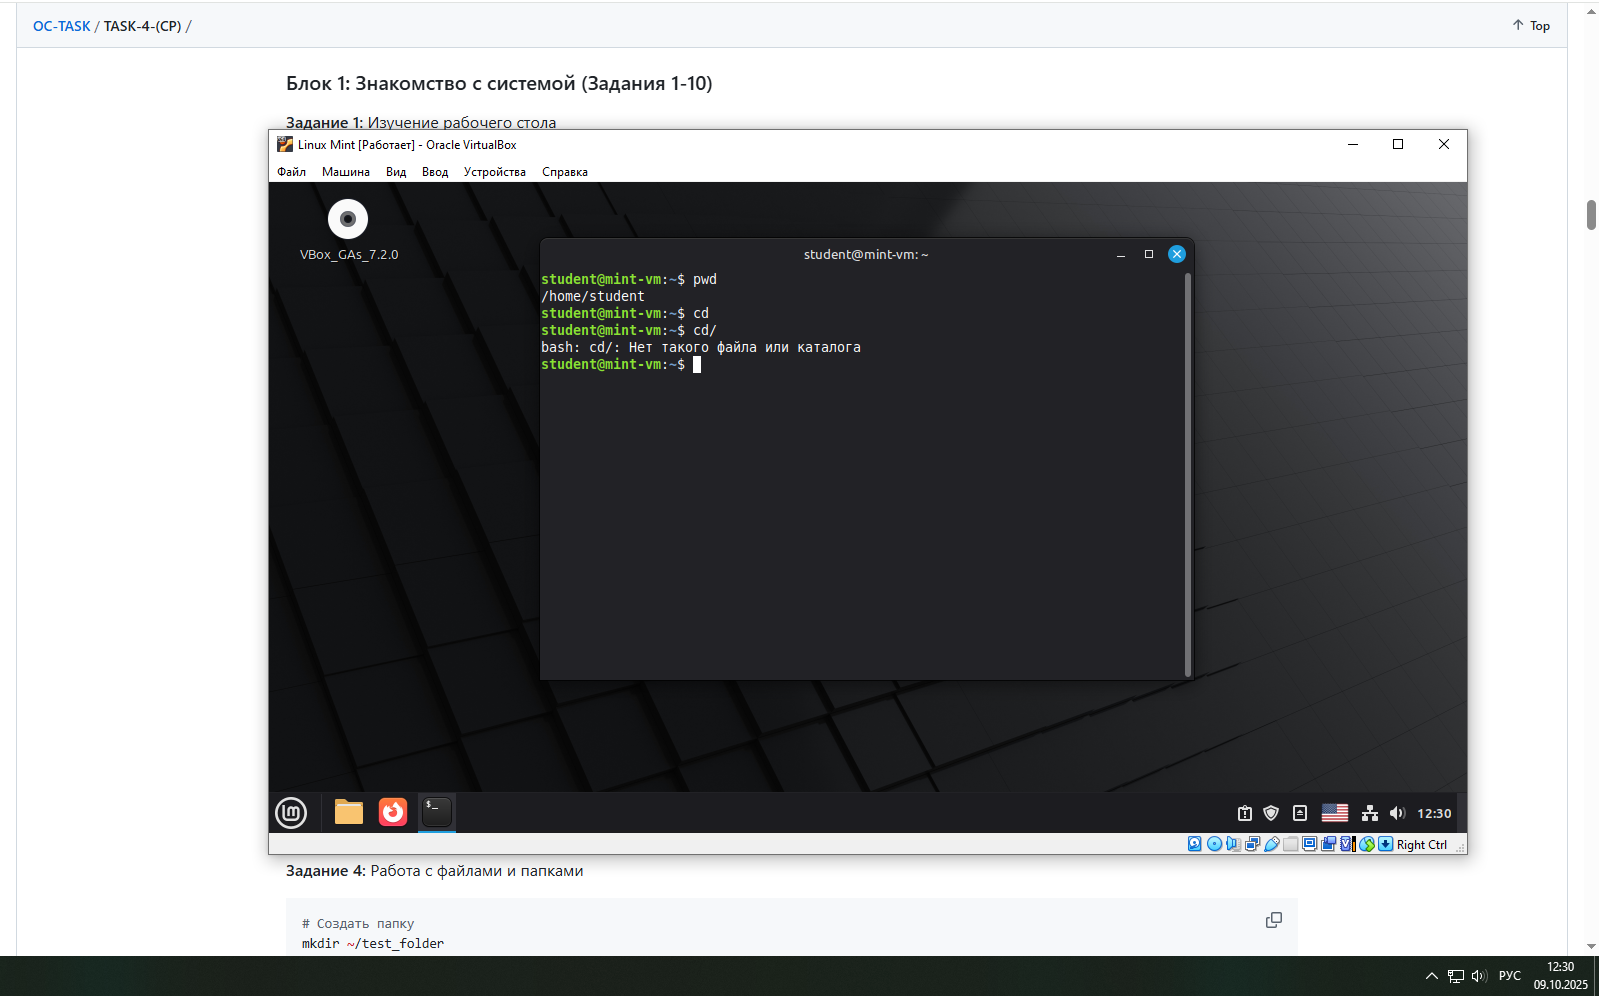 OC-TASK / TASK-4-(CP) /
Top
Блок 1: Знакомство с системой (Задания 1-10)
Задание 1: Изучение рабочего стола
Linux Mint [Работает] - Oracle VirtualBox
Файл Машина Вид Ввод Устройства Справка
VBox_GAs_7.2.0
student@mint-vm: ~
student@mint-vm:~$ pwd
/home/student
student@mint-vm:~$ cd
student@mint-vm:~$ cd/
bash: cd/: Нет такого файла или каталога
student@mint-vm:~$
12:30
Right Ctrl
Задание 4: Работа с файлами и папками
# Создать папку
mkdir ~/test_folder
РУС
12:30
09.10.2025